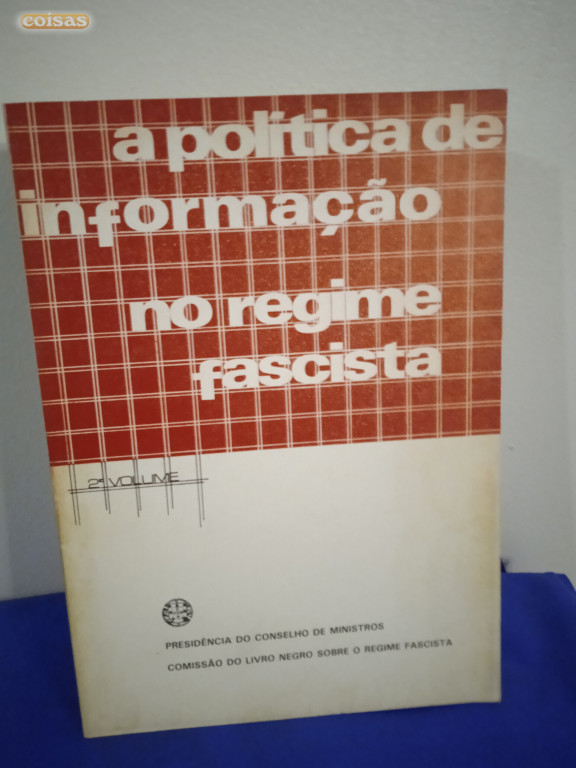 coisas
a política de
informação
no regime
fascista
2º VOLUME
PRESIDÊNCIA DO CONSELHO DE MINISTROS
COMISSÃO DO LIVRO NEGRO SOBRE O REGIME FASCISTA